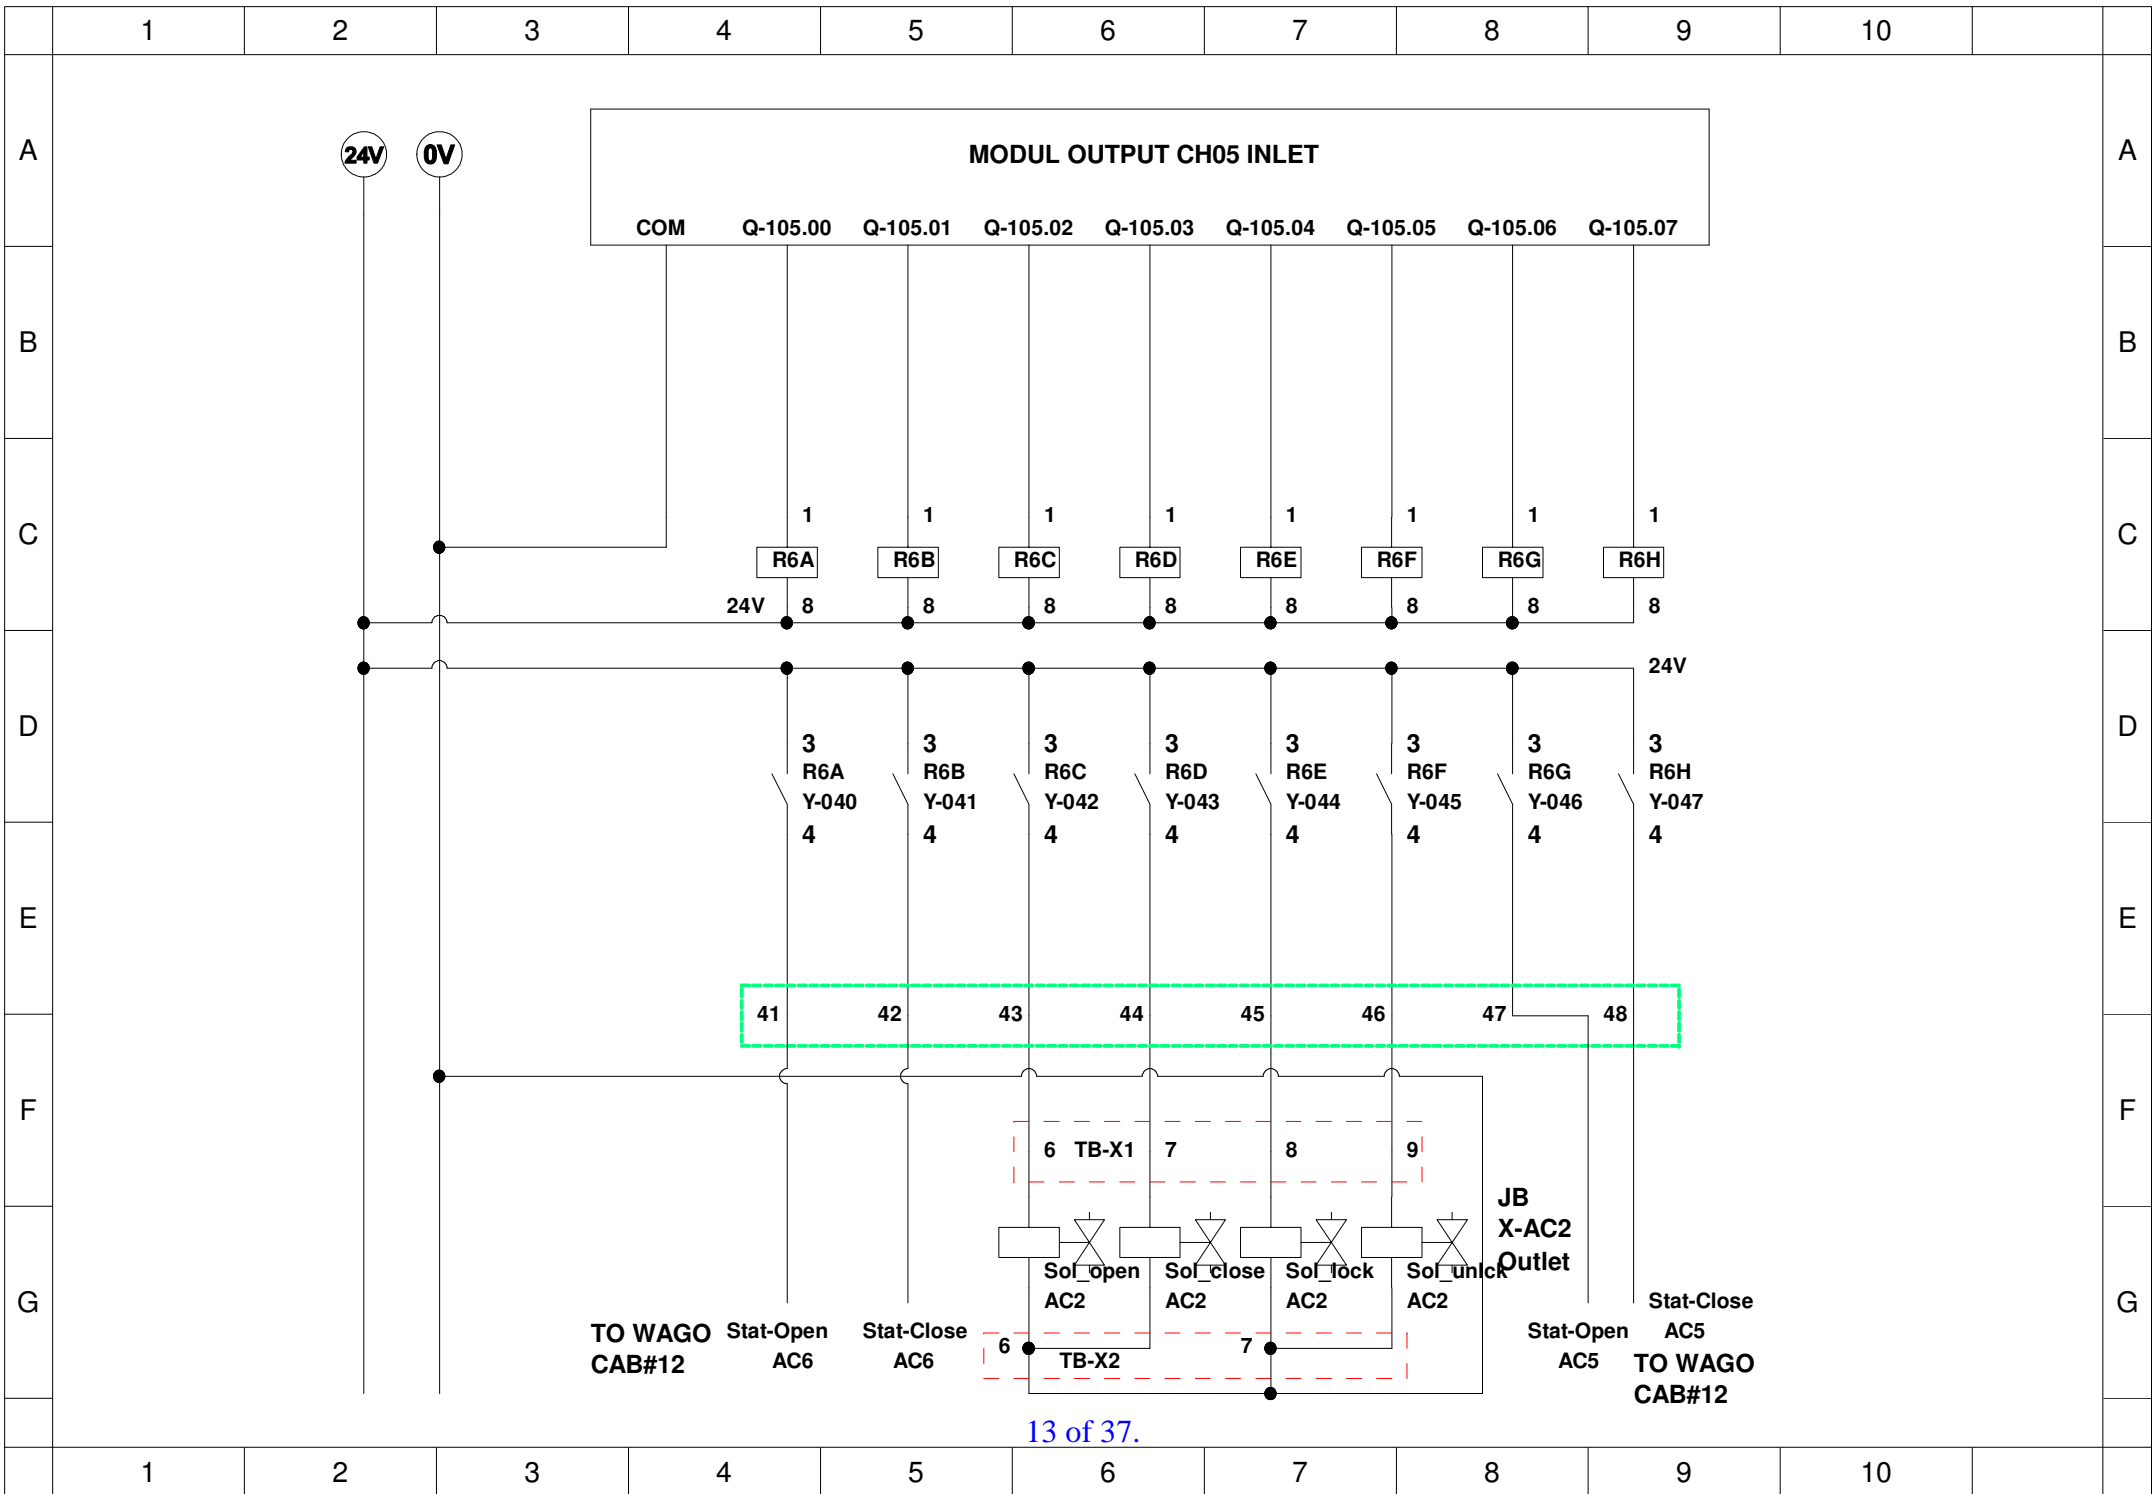 1 2 3 4 5 6 7 8 9 10
A A
24V 0V MODUL OUTPUT CH05 INLET
COM Q-105.00 Q-105.01 Q-105.02 Q-105.03 Q-105.04 Q-105.05 Q-105.06 Q-105.07
B B
1 1 1 1 1 1 1 1
C C
R6A R6B R6C R6D R6E R6F R6G R6H
24V 8 8 8 8 8 8 8 8
24V
D D
3 3 3 3 3 3 3 3
R6A R6B R6C R6D R6E R6F R6G R6H
Y-040 Y-041 Y-042 Y-043 Y-044 Y-045 Y-046 Y-047
4 4 4 4 4 4 4 4
E E
41 42 43 44 45 46 47 48
F F
6 TB-X1 7 8 9
JB
X-AC2
Outlet
Sol_open Sol_close Sol_lock Sol_unlck
AC2 AC2 AC2 AC2
G G
Stat-Close
AC5
TO WAGO
CAB#12
Stat-Open
AC6
Stat-Close
AC6
6 TB-X2 7
Stat-Open
AC5
TO WAGO
CAB#12
13 of 37.
1 2 3 4 5 6 7 8 9 10